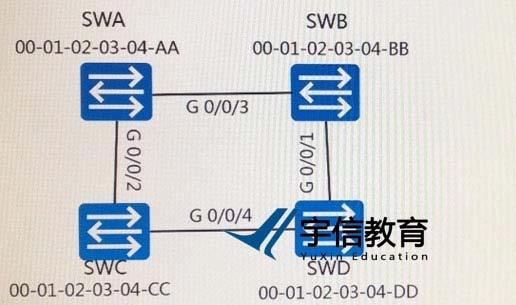 SWA
00-01-02-03-04-AA
SWB
00-01-02-03-04-BB
G 0/0/3
G 0/0/2
G 0/0/1
G 0/0/4
宇信教育
YuXin Education
SWC
00-01-02-03-04-CC
SWD
00-01-02-03-04-DD